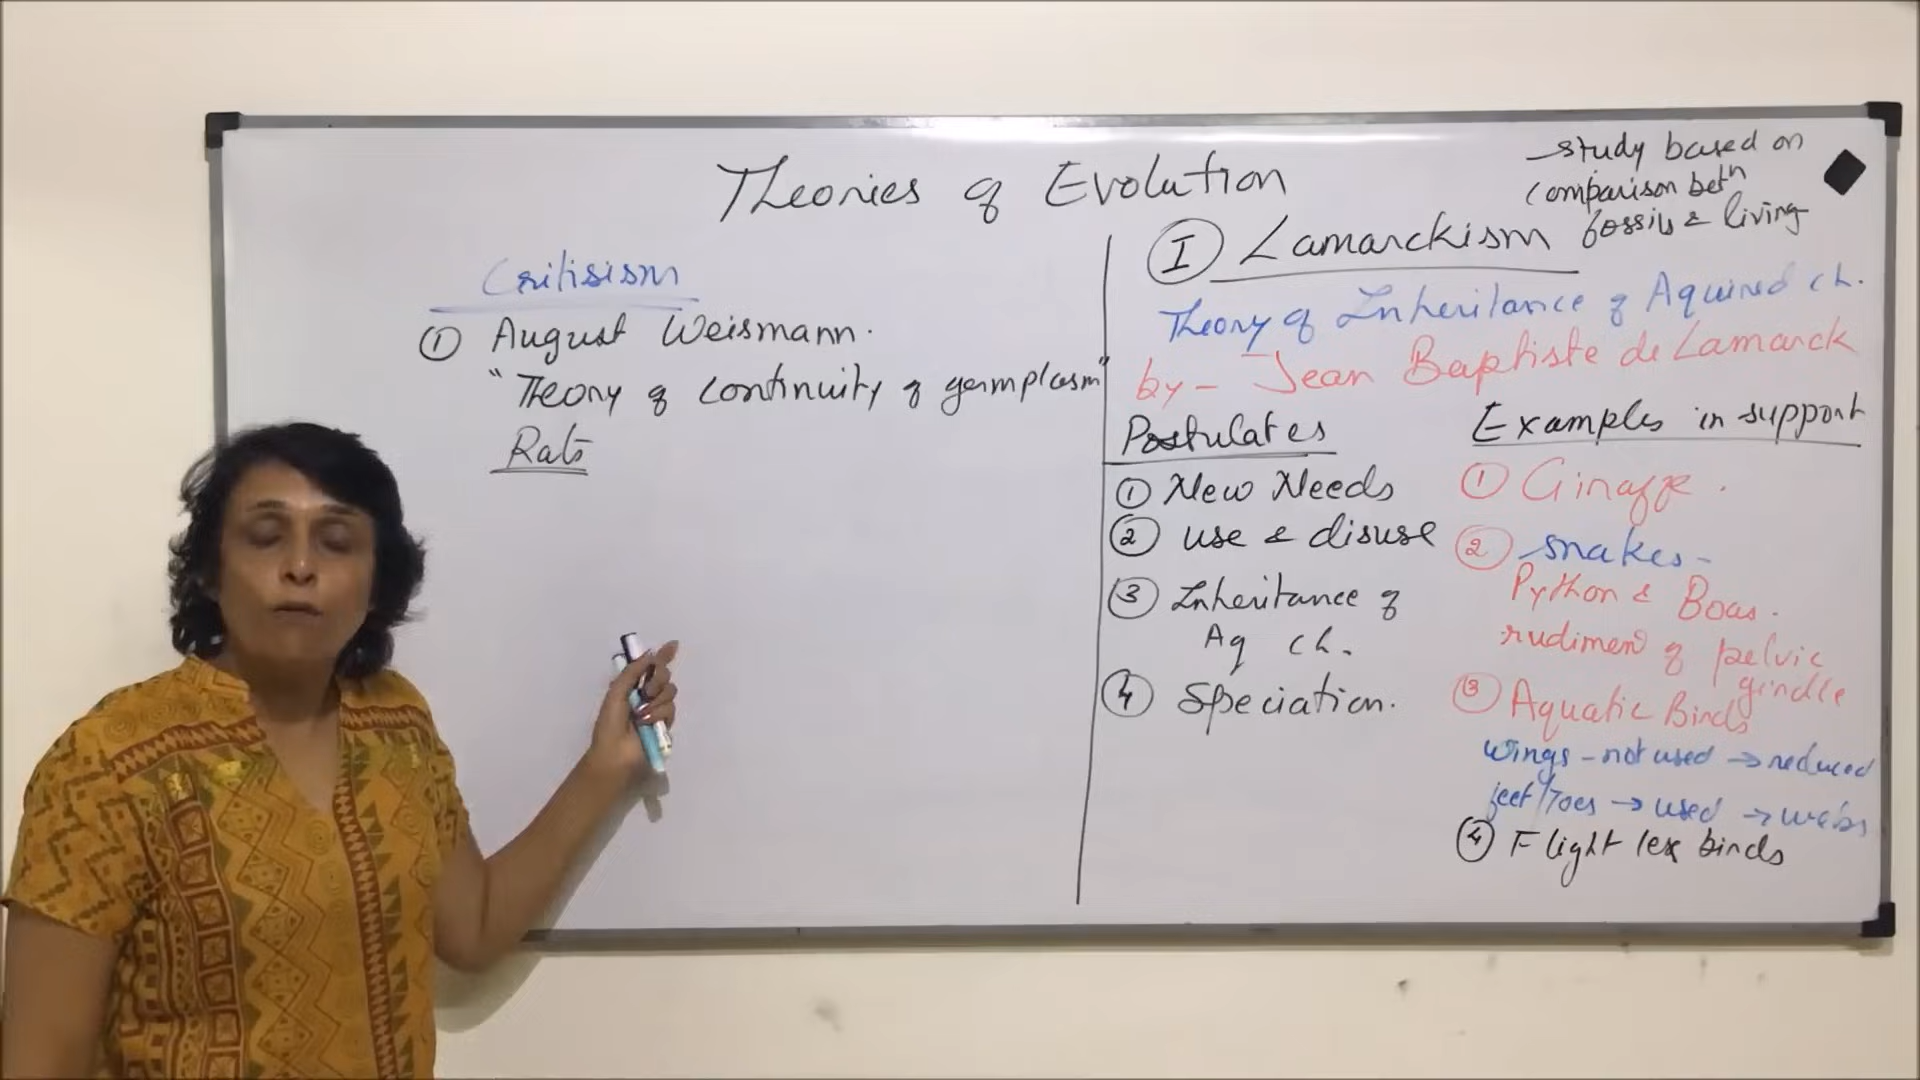 Theories of Evolution
Critisism
① August Weismann.
"Theory of continuity of germplasm"
Rats
- study based on
comparison betn
fossils & living
Ⓘ Lamarckism
Theory of Inheritance of Aquired ch.
by - Jean Baptiste de Lamarck
Postulates
① New Needs
② use & disuse
③ Inheritance of
Aq ch.
④ Speciation.
Examples in support
① Giraffe.
② snakes -
Python & Boas.
rudimen of pelvic
girdle
③ Aquatic Birds
wings - not used → reduced
feet/Toes → used → webs
④ Flight less birds